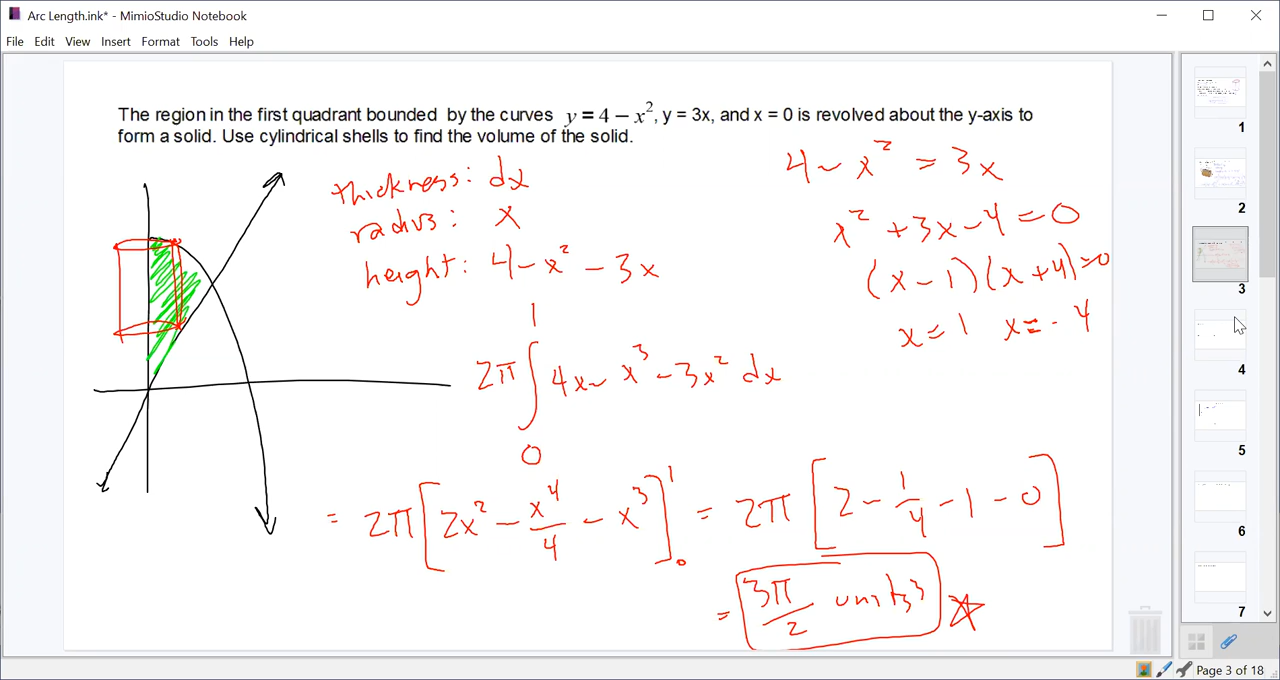 Arc Length.ink* - MimioStudio Notebook
File Edit View Insert Format Tools Help
The region in the first quadrant bounded by the curves y = 4 − x², y = 3x, and x = 0 is revolved about the y-axis to
form a solid. Use cylindrical shells to find the volume of the solid.
thickness: dx
radius: x
height: 4 − x² − 3x
4 − x² = 3x
x² + 3x − 4 = 0
(x − 1)(x + 4) = 0
x = 1 x = −4
2π ∫₀¹ 4x − x³ − 3x² dx
= 2π [2x² − x⁴/4 − x³]₀¹ = 2π [2 − 1/4 − 1 − 0]
= 3π/2 units³
1
2
3
4
5
6
7
Page 3 of 18